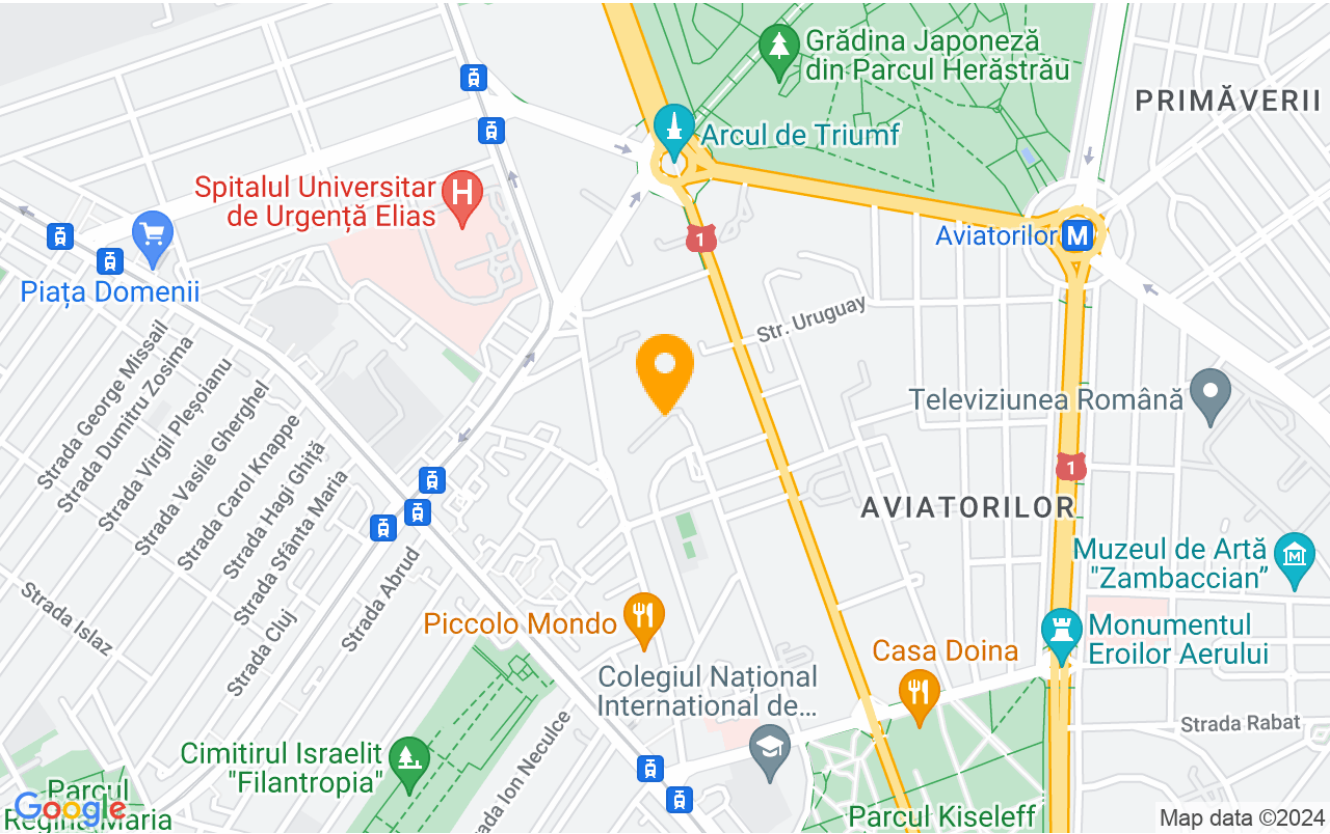 Grădina Japoneză
din Parcul Herăstrău
PRIMĂVERII
Arcul de Triumf
Spitalul Universitar
de Urgență Elias
H
Aviatorilor
M
1
Piața Domenii
Str. Uruguay
Strada George Missail
Strada Dumitru Zosima
Strada Virgil Pleșoianu
Strada Vasile Gherghel
Strada Carol Knappe
Strada Hagi Ghiță
Strada Sfânta Maria
Televiziunea Română
1
AVIATORILOR
Muzeul de Artă
"Zambaccian”
Strada Islaz
Strada Abrud
Strada Cluj
Piccolo Mondo
Monumentul
Eroilor Aerului
Casa Doina
Colegiul Național
International de...
Strada Rabat
Cimitirul Israelit
"Filantropia"
ada Ion Neculce
Parcul
Regina Maria
Google
Parcul Kiseleff
Map data ©2024